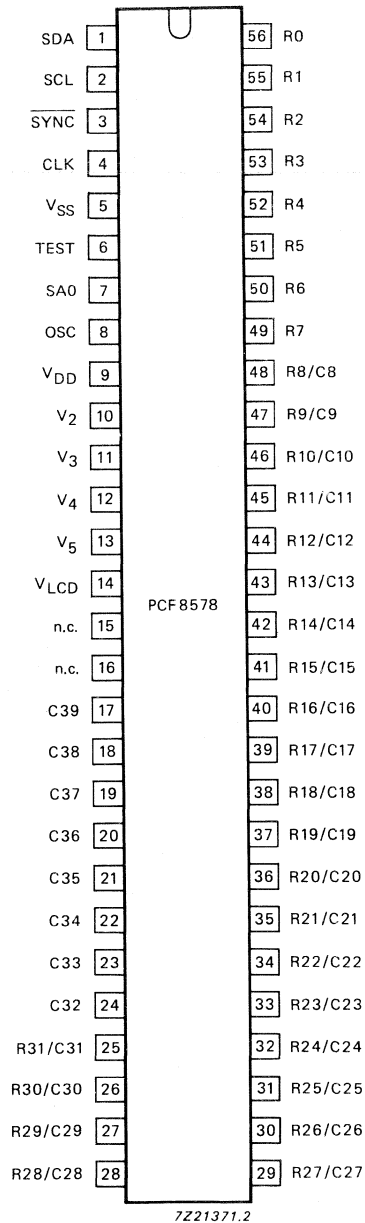 SDA 1 56 R0
SCL 2 55 R1
SYNC 3 54 R2
CLK 4 53 R3
VSS 5 52 R4
TEST 6 51 R5
SA0 7 50 R6
OSC 8 49 R7
VDD 9 48 R8/C8
V2 10 47 R9/C9
V3 11 46 R10/C10
V4 12 45 R11/C11
V5 13 44 R12/C12
VLCD 14 43 R13/C13
PCF8578
n.c. 15 42 R14/C14
n.c. 16 41 R15/C15
C39 17 40 R16/C16
C38 18 39 R17/C17
C37 19 38 R18/C18
C36 20 37 R19/C19
C35 21 36 R20/C20
C34 22 35 R21/C21
C33 23 34 R22/C22
C32 24 33 R23/C23
R31/C31 25 32 R24/C24
R30/C30 26 31 R25/C25
R29/C29 27 30 R26/C26
R28/C28 28 29 R27/C27
7Z21371.2